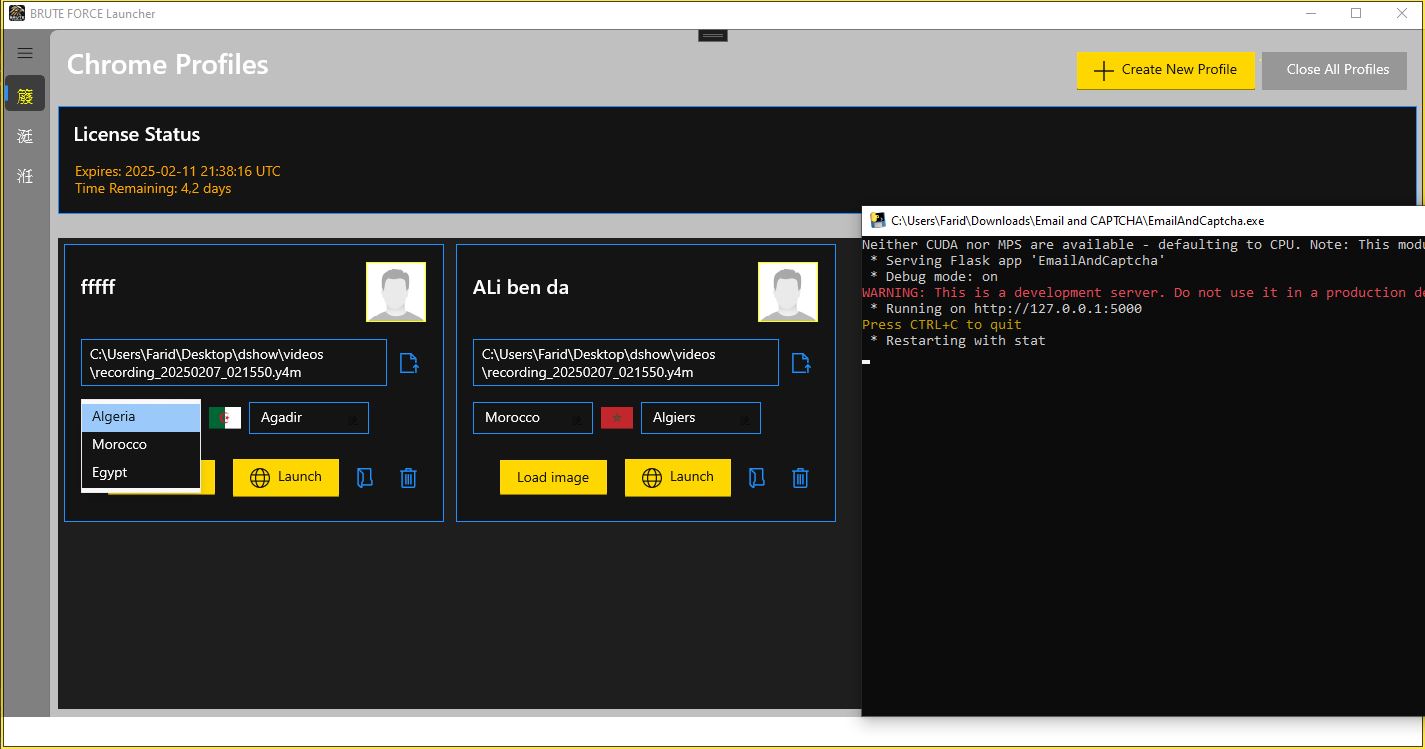 BRUTE FORCE Launcher
Chrome Profiles
Create New Profile
Close All Profiles
License Status
Expires: 2025-02-11 21:38:16 UTC
Time Remaining: 4,2 days
fffff
C:\Users\Farid\Desktop\dshow\videos
\recording_20250207_021550.y4m
Algeria
Agadir
Morocco
Egypt
Launch
ALi ben da
C:\Users\Farid\Desktop\dshow\videos
\recording_20250207_021550.y4m
Morocco
Algiers
Load image
Launch
C:\Users\Farid\Downloads\Email and CAPTCHA\EmailAndCaptcha.exe
Neither CUDA nor MPS are available - defaulting to CPU. Note: This modu
* Serving Flask app 'EmailAndCaptcha'
* Debug mode: on
WARNING: This is a development server. Do not use it in a production de
* Running on http://127.0.0.1:5000
Press CTRL+C to quit
* Restarting with stat